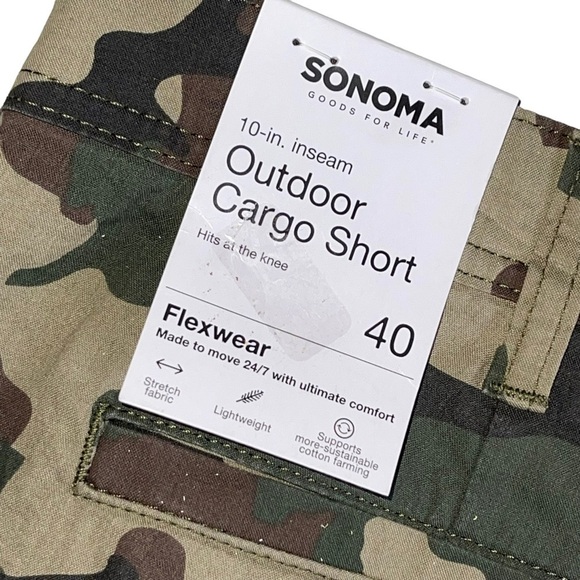 SONOMA
GOODS FOR LIFE®
10-in. inseam
Outdoor
Cargo Short
Hits at the knee
40
Flexwear
Made to move 24/7 with ultimate comfort
Stretch
fabric
Lightweight
Supports
more-sustainable
cotton farming